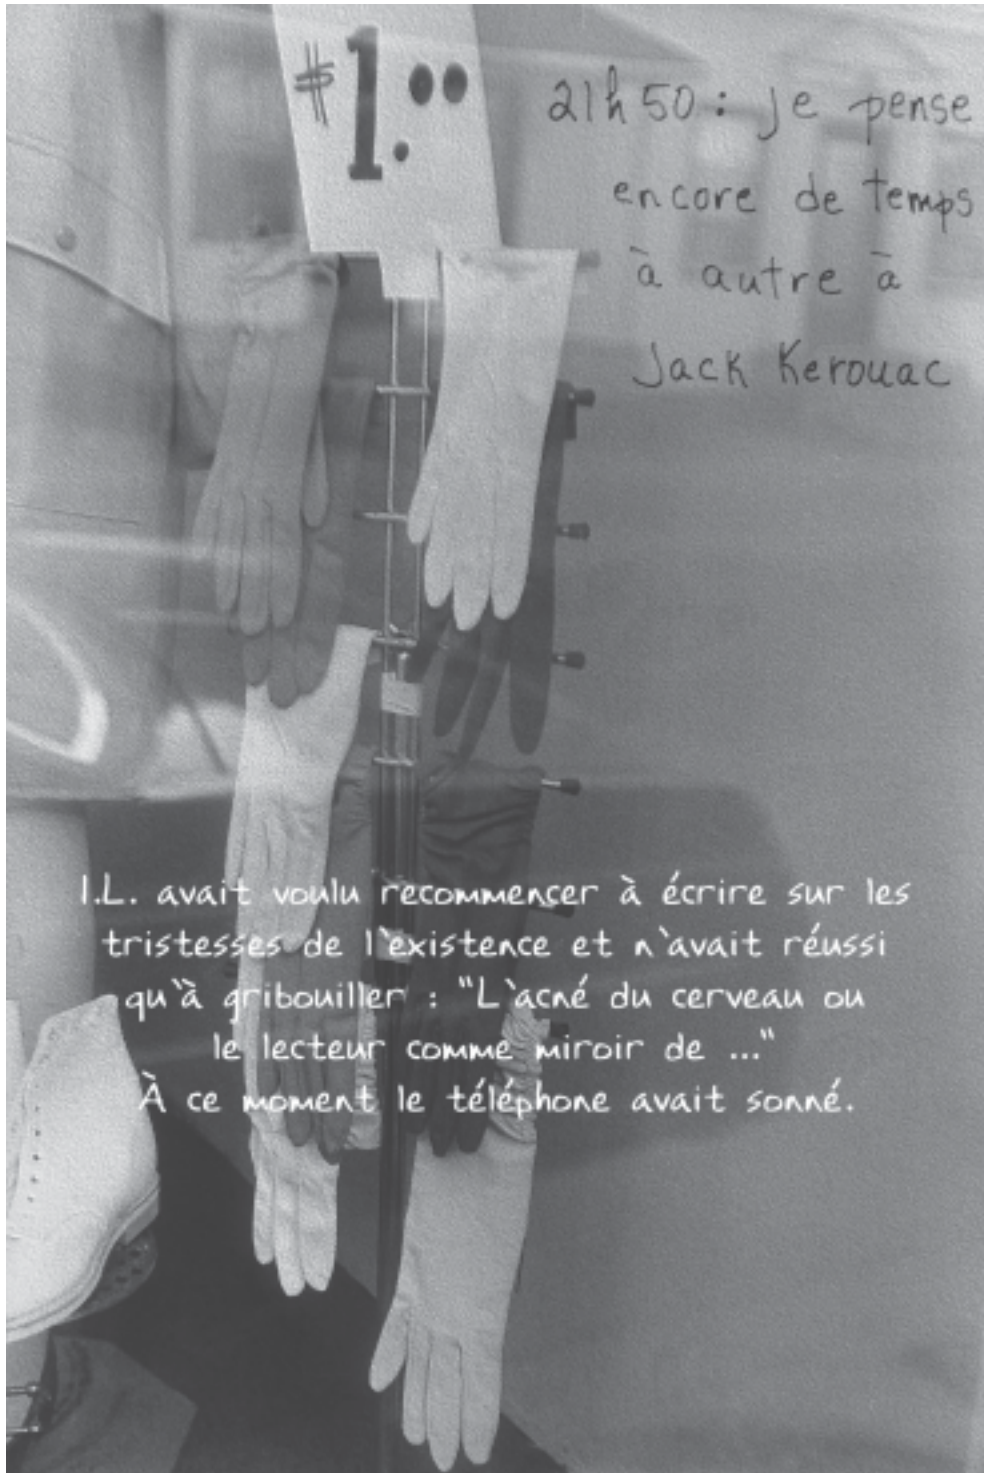 $1.00
21h50 : je pense
encore de temps
à autre à
Jack Kerouac
I.L. avait voulu recommencer à écrire sur les
tristesses de l'existence et n'avait réussi
qu'à gribouiller : "L'acné du cerveau ou
le lecteur comme miroir de ..."
À ce moment le téléphone avait sonné.